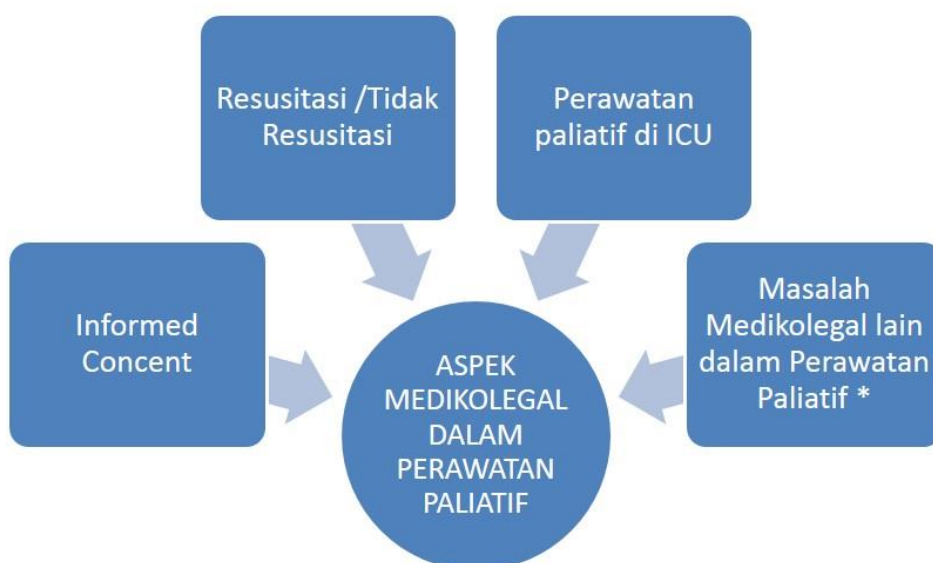 Resusitasi /Tidak
Resusitasi
Perawatan
paliatif di ICU
Informed
Concent
Masalah
Medikolegal lain
dalam Perawatan
Paliatif *
ASPEK
MEDIKOLEGAL
DALAM
PERAWATAN
PALIATIF